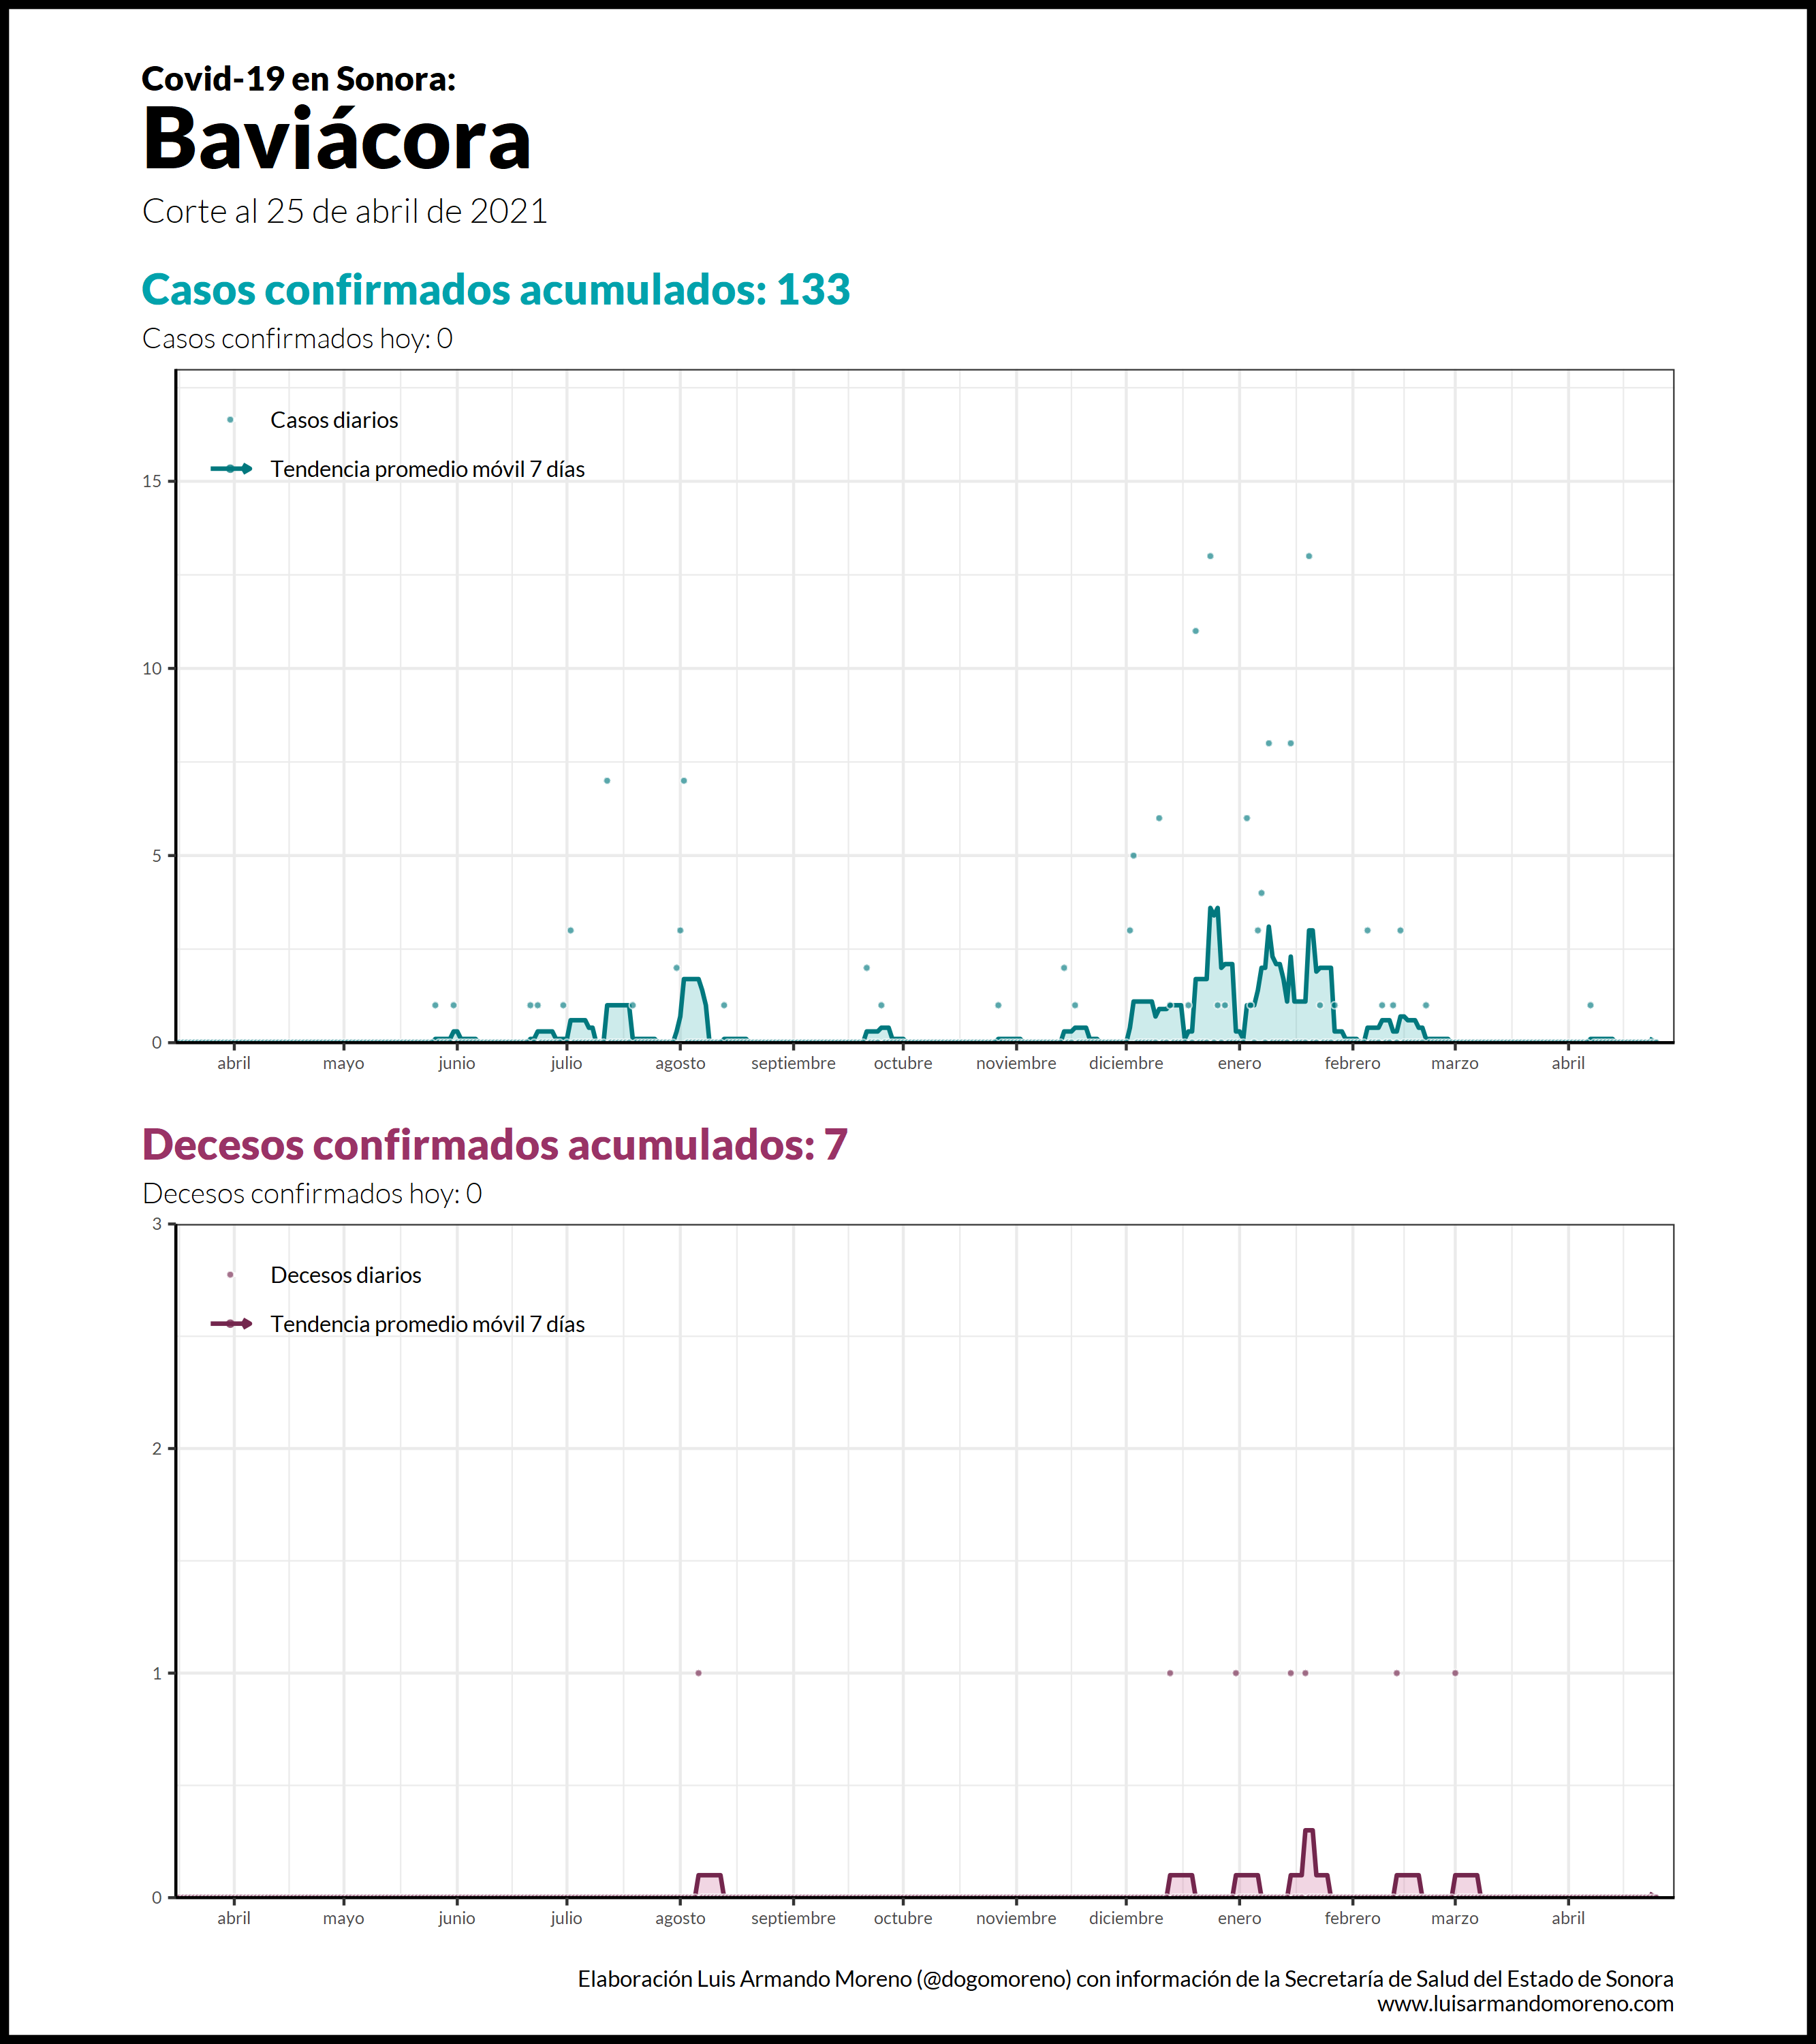 Covid-19 en Sonora:
Baviácora
Corte al 25 de abril de 2021
Casos confirmados acumulados: 133
Casos confirmados hoy: 0
Casos diarios
Tendencia promedio móvil 7 días
15
10
5
0
abril mayo junio julio agosto septiembre octubre noviembre diciembre enero febrero marzo abril
Decesos confirmados acumulados: 7
Decesos confirmados hoy: 0
3
Decesos diarios
Tendencia promedio móvil 7 días
2
1
0
abril mayo junio julio agosto septiembre octubre noviembre diciembre enero febrero marzo abril
Elaboración Luis Armando Moreno (@dogomoreno) con información de la Secretaría de Salud del Estado de Sonora
www.luisarmandomoreno.com